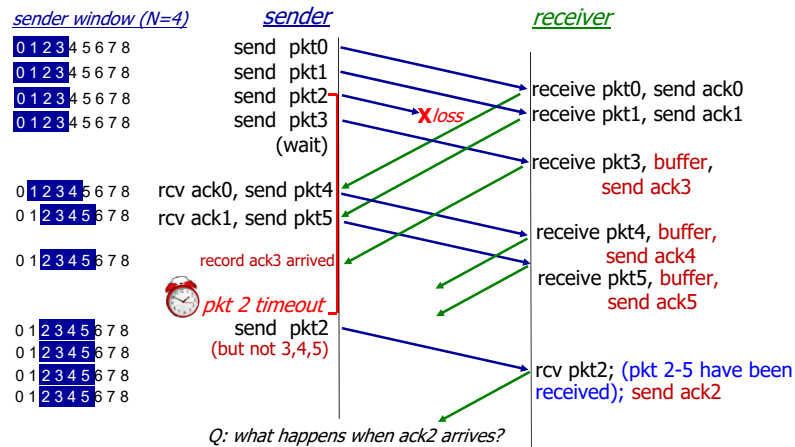 sender window (N=4) sender receiver
0 1 2 3 4 5 6 7 8 send pkt0
0 1 2 3 4 5 6 7 8 send pkt1
0 1 2 3 4 5 6 7 8 send pkt2 receive pkt0, send ack0
0 1 2 3 4 5 6 7 8 send pkt3 X loss receive pkt1, send ack1
(wait)
receive pkt3, buffer,
send ack3
0 1 2 3 4 5 6 7 8 rcv ack0, send pkt4
0 1 2 3 4 5 6 7 8 rcv ack1, send pkt5
receive pkt4, buffer,
send ack4
0 1 2 3 4 5 6 7 8 record ack3 arrived
receive pkt5, buffer,
send ack5
pkt 2 timeout
0 1 2 3 4 5 6 7 8 send pkt2
0 1 2 3 4 5 6 7 8 (but not 3,4,5)
0 1 2 3 4 5 6 7 8 rcv pkt2; (pkt 2-5 have been
0 1 2 3 4 5 6 7 8 received); send ack2
Q: what happens when ack2 arrives?